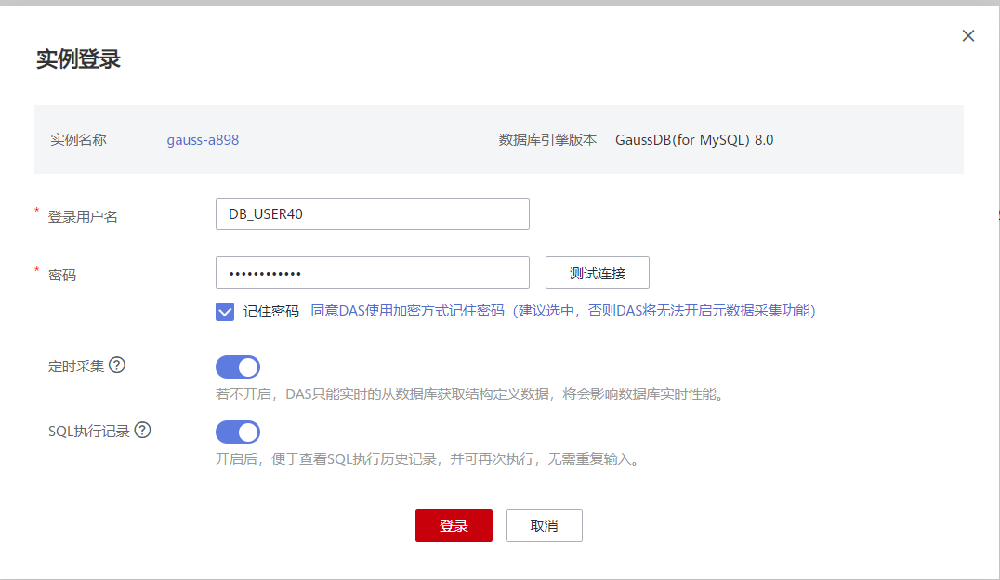 实例登录
实例名称 gauss-a898 数据库引擎版本 GaussDB(for MySQL) 8.0
* 登录用户名 DB_USER40
* 密码 •••••••••••• 测试连接
记住密码 同意DAS使用加密方式记住密码（建议选中，否则DAS将无法开启元数据采集功能）
定时采集 ?
若不开启，DAS只能实时的从数据库获取结构定义数据，将会影响数据库实时性能。
SQL执行记录 ?
开启后，便于查看SQL执行历史记录，并可再次执行，无需重复输入。
登录 取消